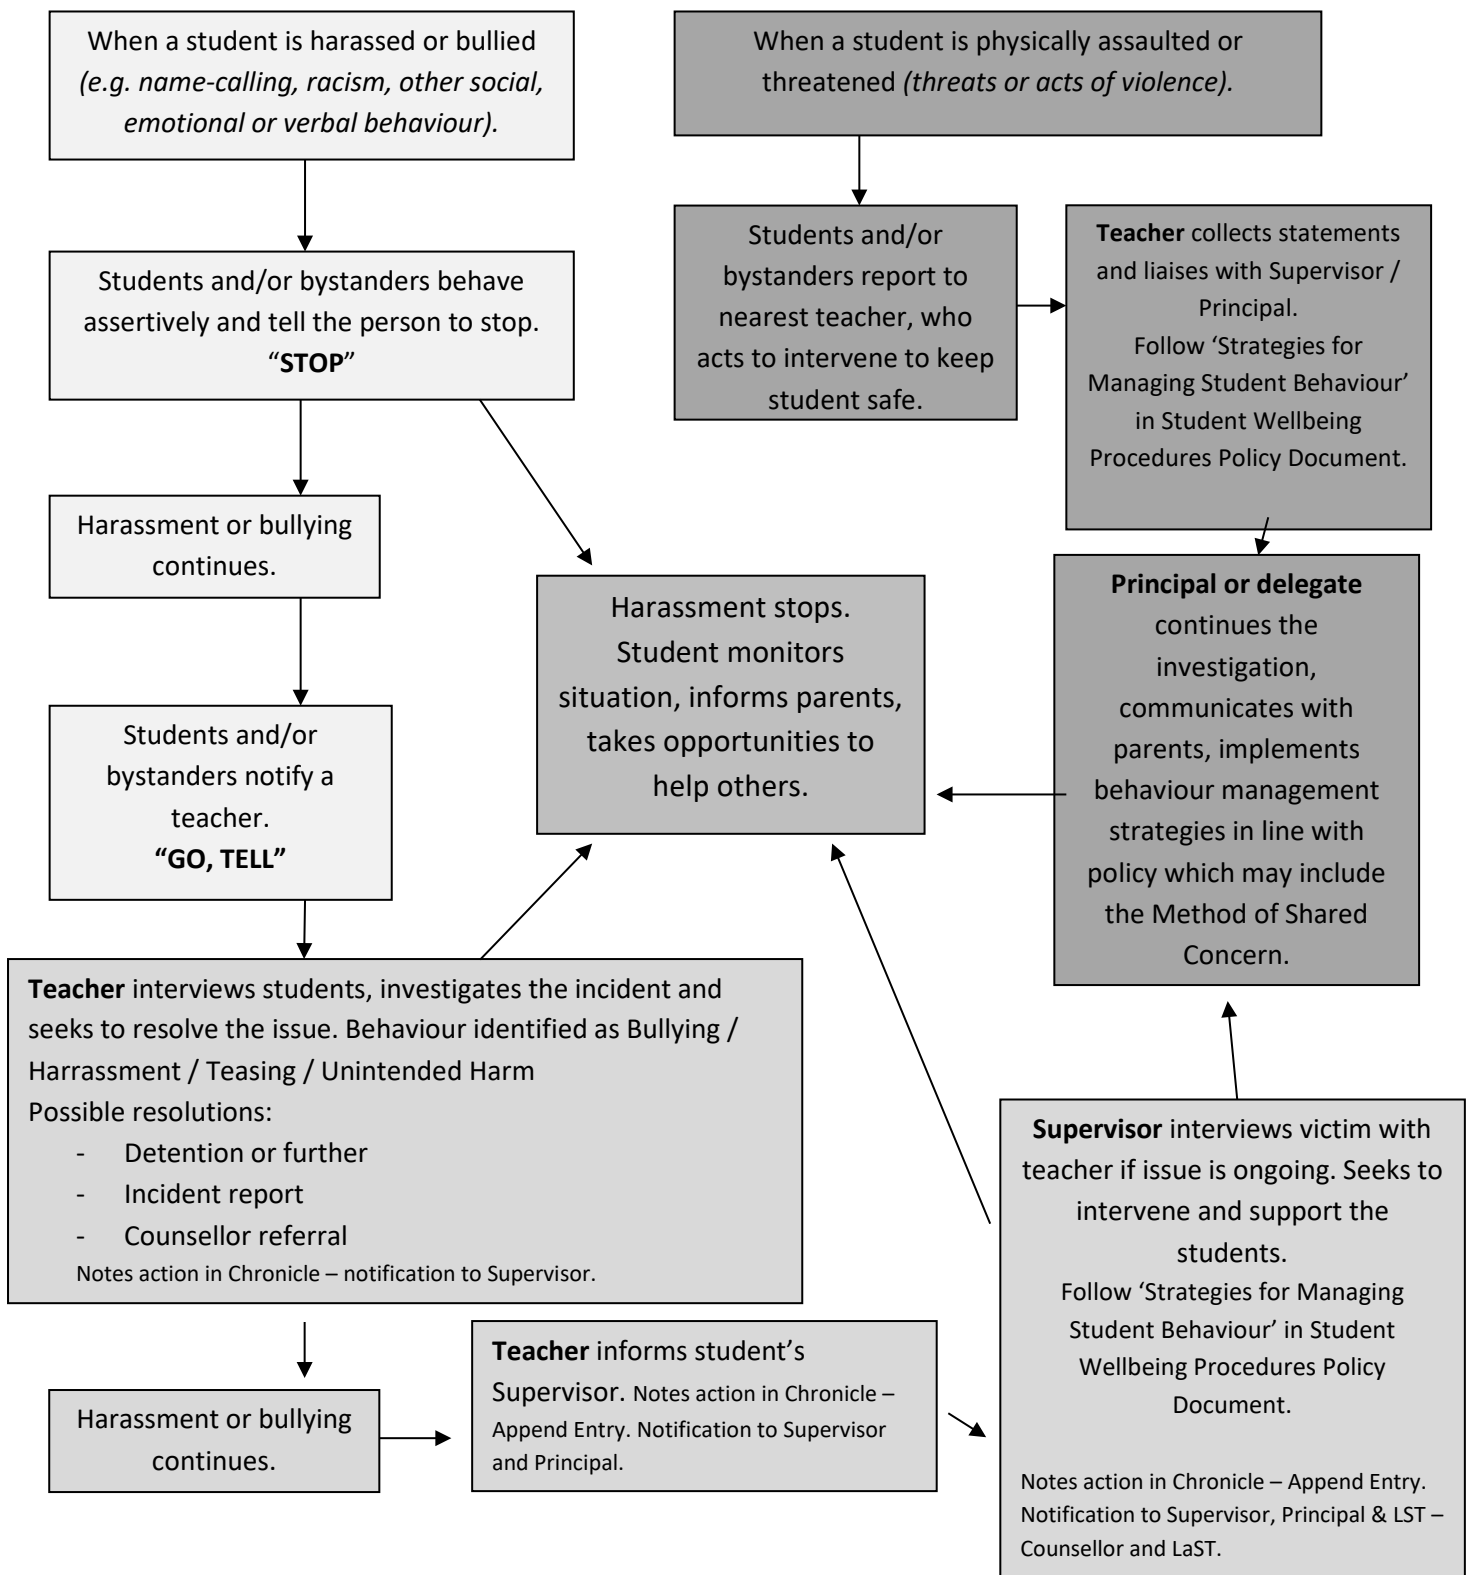 When a student is harassed or bullied
(e.g. name-calling, racism, other social,
emotional or verbal behaviour).
When a student is physically assaulted or
threatened (threats or acts of violence).
Students and/or bystanders behave
assertively and tell the person to stop.
“STOP”
Students and/or
bystanders report to
nearest teacher, who
acts to intervene to keep
student safe.
Teacher collects statements
and liaises with Supervisor /
Principal.
Follow ‘Strategies for
Managing Student Behaviour’
in Student Wellbeing
Procedures Policy Document.
Harassment or bullying
continues.
Harassment stops.
Student monitors
situation, informs parents,
takes opportunities to
help others.
Principal or delegate
continues the
investigation,
communicates with
parents, implements
behaviour management
strategies in line with
policy which may include
the Method of Shared
Concern.
Students and/or
bystanders notify a
teacher.
“GO, TELL”
Teacher interviews students, investigates the incident and
seeks to resolve the issue. Behaviour identified as Bullying /
Harrassment / Teasing / Unintended Harm
Possible resolutions:
- Detention or further
- Incident report
- Counsellor referral
Notes action in Chronicle – notification to Supervisor.
Harassment or bullying
continues.
Teacher informs student’s
Supervisor. Notes action in Chronicle –
Append Entry. Notification to Supervisor
and Principal.
Supervisor interviews victim with
teacher if issue is ongoing. Seeks to
intervene and support the
students.
Follow ‘Strategies for Managing
Student Behaviour’ in Student
Wellbeing Procedures Policy
Document.
Notes action in Chronicle – Append Entry.
Notification to Supervisor, Principal & LST –
Counsellor and LaST.